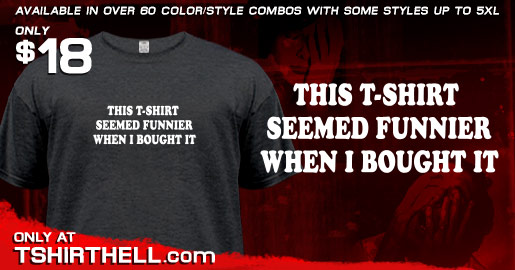 AVAILABLE IN OVER 60 COLOR/STYLE COMBOS WITH SOME STYLES UP TO 5XL
ONLY
$18
THIS T-SHIRT
SEEMED FUNNIER
WHEN I BOUGHT IT
THIS T-SHIRT
SEEMED FUNNIER
WHEN I BOUGHT IT
ONLY AT
TSHIRTHELL.com